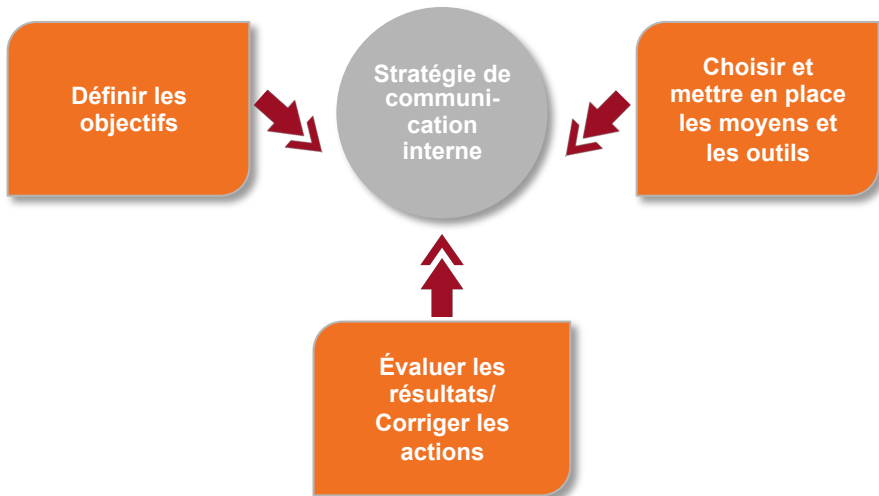 Définir les
objectifs
Stratégie de
communi-
cation
interne
Choisir et
mettre en place
les moyens et
les outils
Évaluer les
résultats/
Corriger les
actions